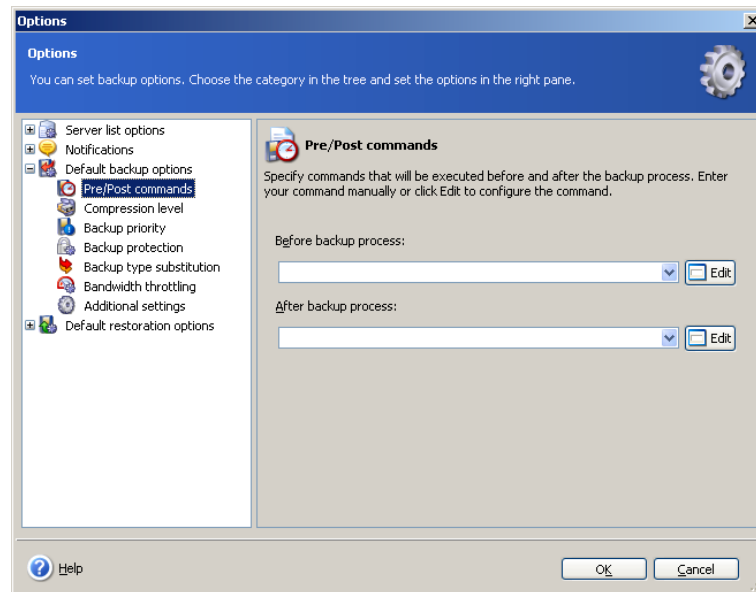 Options
Options
You can set backup options. Choose the category in the tree and set the options in the right pane.
Server list options
Notifications
Default backup options
Pre/Post commands
Compression level
Backup priority
Backup protection
Backup type substitution
Bandwidth throttling
Additional settings
Default restoration options
Pre/Post commands
Specify commands that will be executed before and after the backup process. Enter
your command manually or click Edit to configure the command.
Before backup process:
Edit
After backup process:
Edit
Help
OK
Cancel